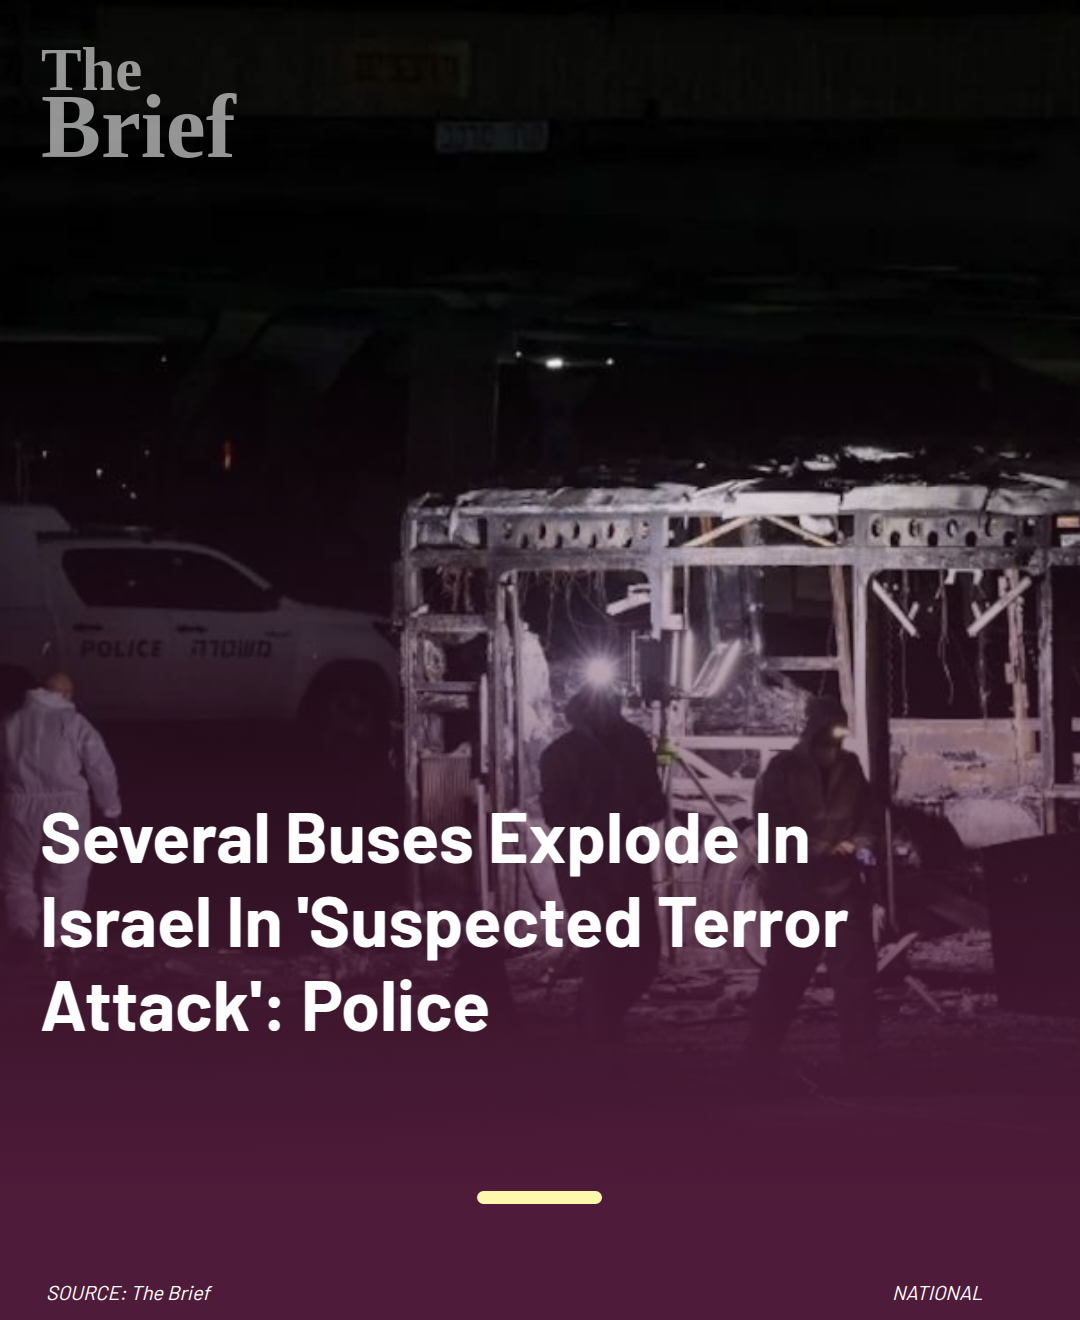 The
Brief
POLICE משטרה
Several Buses Explode In
Israel In 'Suspected Terror
Attack': Police
SOURCE: The Brief
NATIONAL